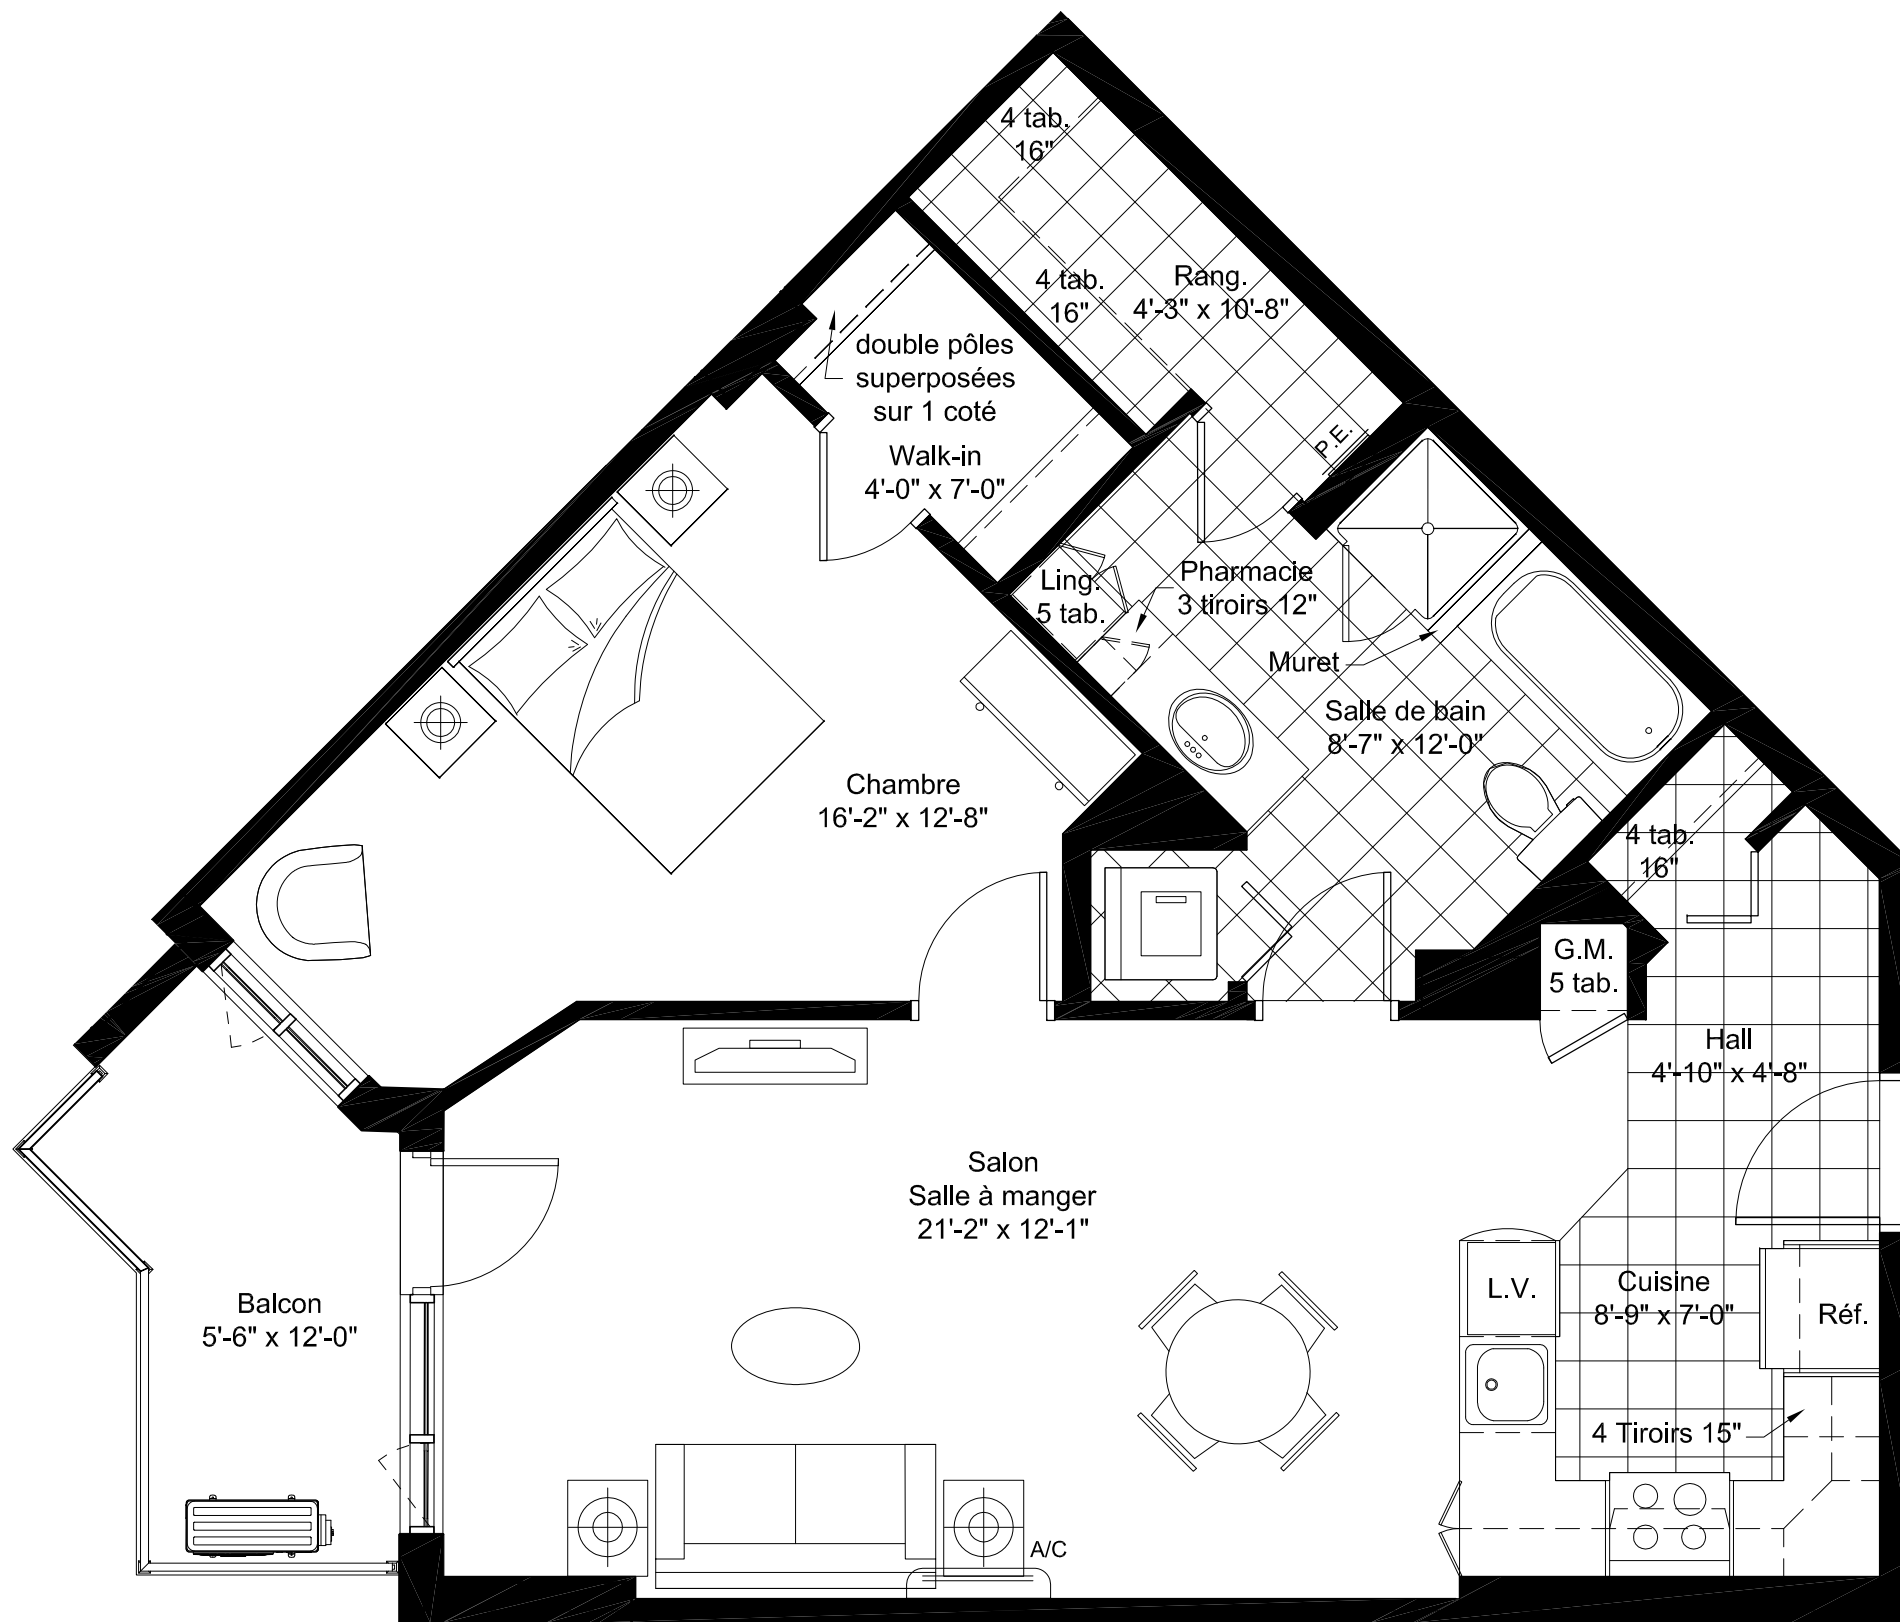 4 tab.
16"
4 tab.
16"
Rang.
4'-3" x 10'-8"
double pôles
superposées
sur 1 coté
Walk-in
4'-0" x 7'-0"
P.E.
Ling.
5 tab.
Pharmacie
3 tiroirs 12"
Muret
Salle de bain
8'-7" x 12'-0"
Chambre
16'-2" x 12'-8"
4 tab.
16"
G.M.
5 tab.
Hall
4'-10" x 4'-8"
Salon
Salle à manger
21'-2" x 12'-1"
Balcon
5'-6" x 12'-0"
L.V.
Cuisine
8'-9" x 7'-0"
Réf.
4 Tiroirs 15"
A/C